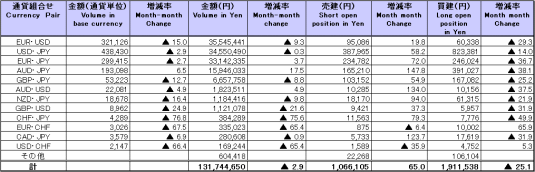 通貨組合せ Currency Pair 金額(通貨単位) Volume in base currency 増減率 Month-month Change 金額(円) Volume in Yen 増減率 Month-month change 売建(円) Short open position in Yen 増減率 Month month Change 買建(円) Long open position in Yen 増減率 Month month Change
EUR・USD 321,126 ▲ 15.0 35,545,441 ▲ 9.3 95,086 19.8 60,338 ▲ 29.3
USD・JPY 438,430 ▲ 2.9 34,550,490 ▲ 0.3 387,965 58.2 823,381 ▲ 14.0
EUR・JPY 299,415 ▲ 2.7 33,142,335 3.7 234,782 72.0 246,024 ▲ 36.7
AUD・JPY 193,098 6.5 15,946,033 17.5 165,210 147.8 391,027 ▲ 38.1
GBP・JPY 53,223 ▲ 12.7 6,657,758 ▲ 8.8 103,152 54.9 167,082 ▲ 25.2
AUD・USD 22,081 ▲ 4.9 1,823,511 4.9 10,285 134.0 10,156 ▲ 37.5
NZD・JPY 18,678 ▲ 16.4 1,184,416 ▲ 9.8 18,170 94.0 61,315 ▲ 21.9
GBP・USD 8,962 ▲ 24.9 1,121,078 ▲ 21.6 9,421 37.3 5,957 ▲ 31.9
CHF・JPY 4,289 ▲ 76.8 384,289 ▲ 75.6 11,563 79.3 7,776 ▲ 49.9
EUR・CHF 3,026 ▲ 67.5 335,023 ▲ 65.4 875 ▲ 6.4 10,002 65.9
CAD・JPY 3,579 ▲ 6.9 280,608 ▲ 0.9 5,733 123.7 17,619 ▲ 31.9
USD・CHF 2,147 ▲ 66.4 169,244 ▲ 65.4 1,589 ▲ 35.9 4,752 5.3
その他 604,418 22,268 106,104
計 131,744,650 ▲ 2.9 1,066,105 65.0 1,911,538 ▲ 25.1